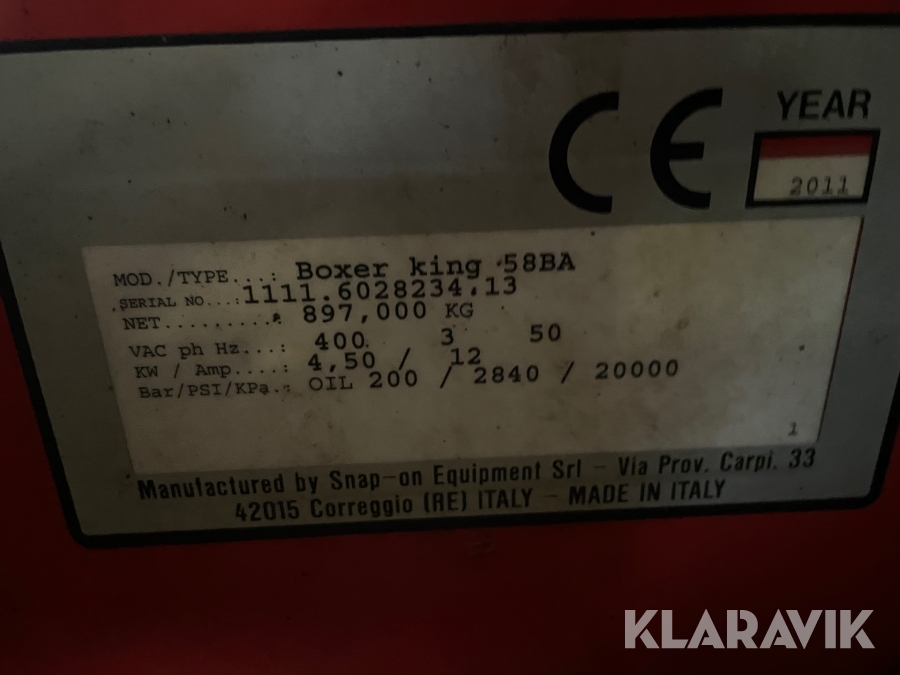 CE YEAR
2011
MOD./TYPE...: Boxer king 58BA
SERIAL NO...:1111.6028234.13
NET.........: 897,000 KG
VAC ph Hz...: 400 3 50
KW / Amp....: 4,50 / 12
Bar/PSI/KPa.: OIL 200 / 2840 / 20000
1
Manufactured by Snap-on Equipment Srl - Via Prov. Carpi. 33
42015 Correggio (RE) ITALY - MADE IN ITALY
KLARAVIK